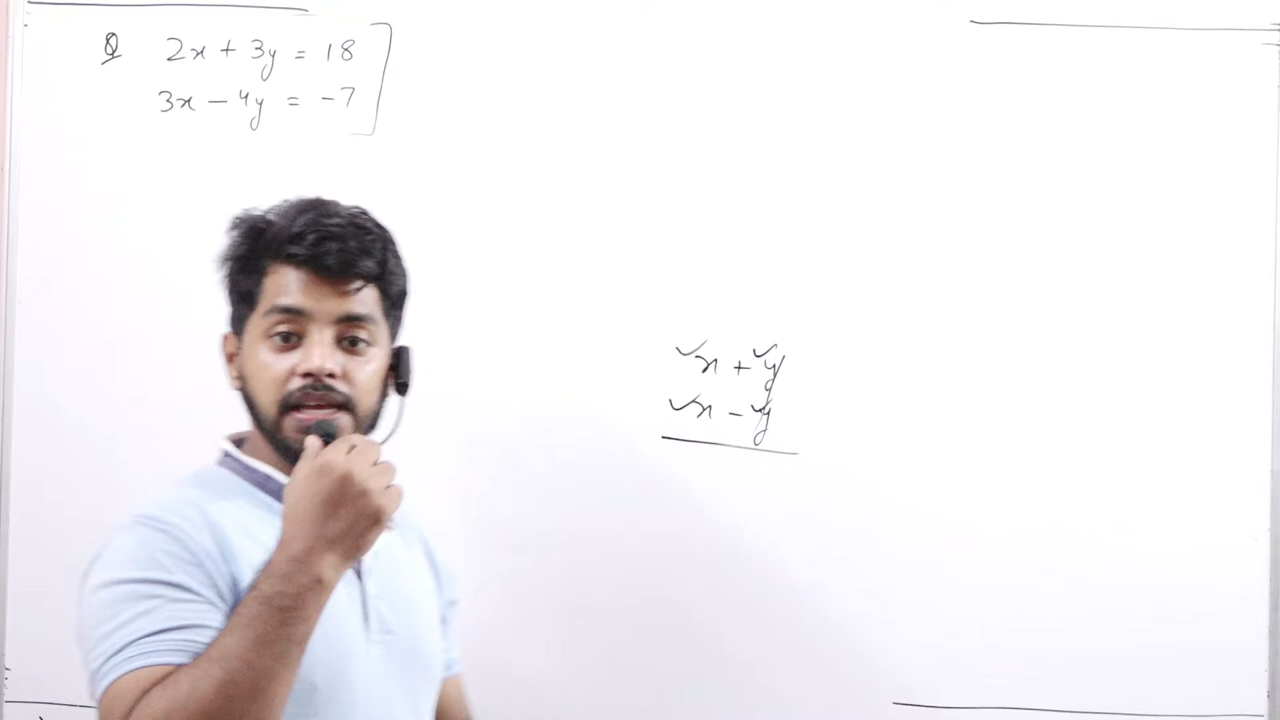 Q 2x + 3y = 18
3x - 4y = -7
✓x + ✓y
✓x - ✓y